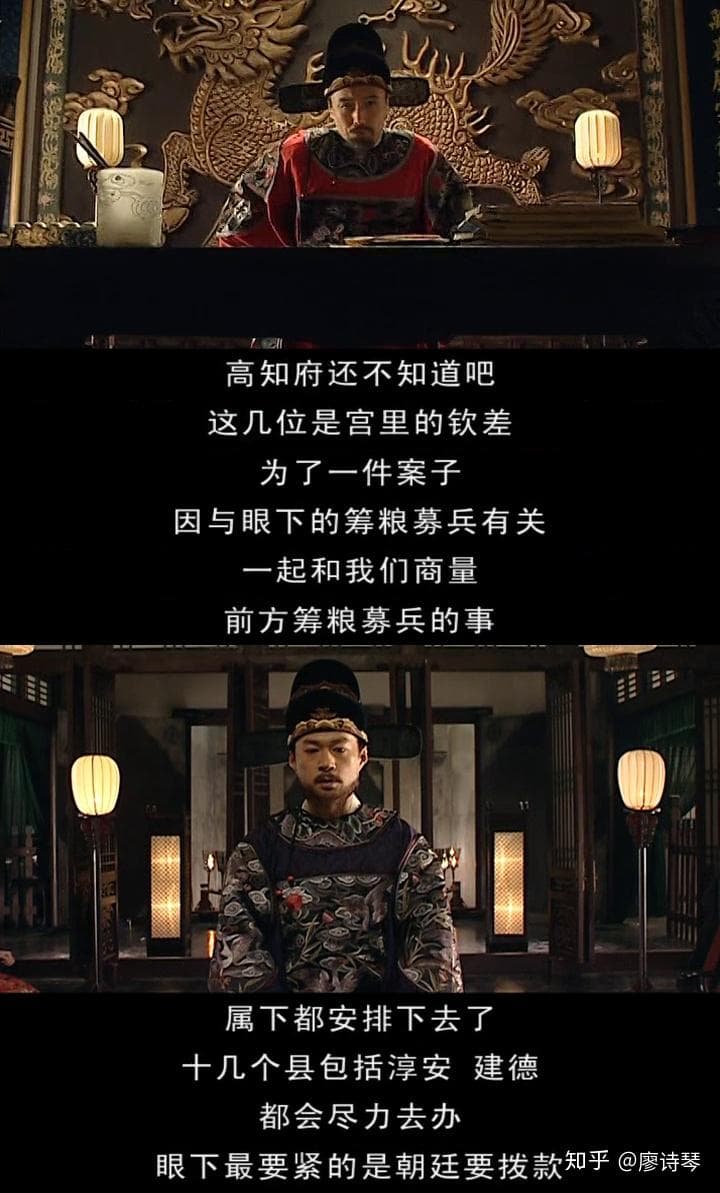 高知府还不知道吧
这几位是宫里的钦差
为了一件案子
因与眼下的筹粮募兵有关
一起和我们商量
前方筹粮募兵的事
属下都安排下去了
十几个县包括淳安 建德
都会尽力去办
眼下最要紧的是朝廷要拨款
知乎 @廖诗琴